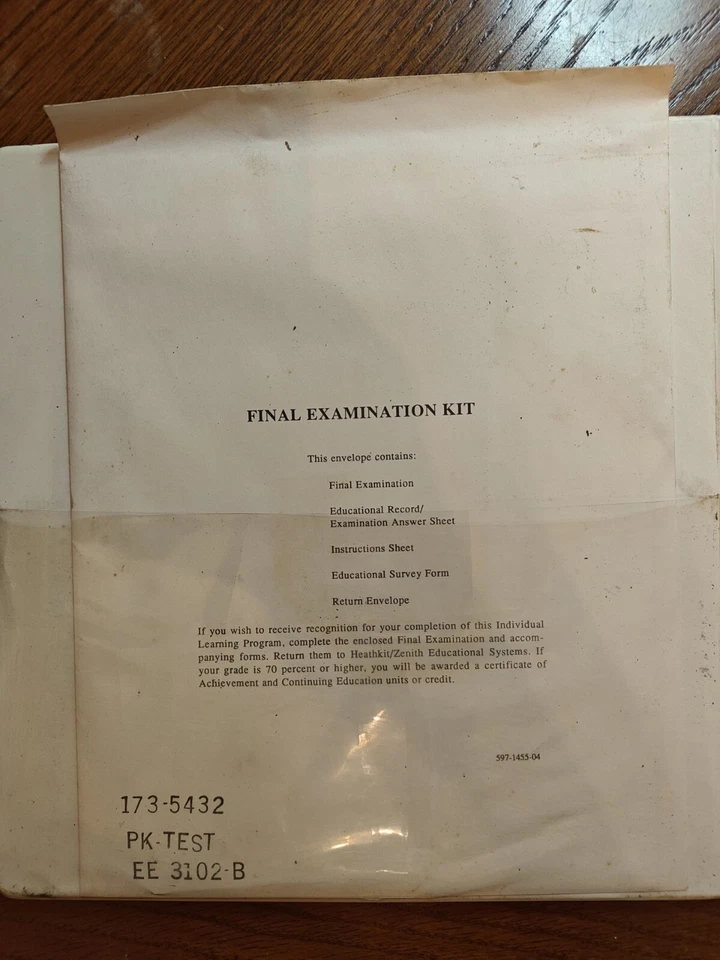 FINAL EXAMINATION KIT
This envelope contains:
Final Examination
Educational Record/
Examination Answer Sheet
Instructions Sheet
Educational Survey Form
Return Envelope
If you wish to receive recognition for your completion of this Individual
Learning Program, complete the enclosed Final Examination and accom-
panying forms. Return them to Heathkit/Zenith Educational Systems. If
your grade is 70 percent or higher, you will be awarded a certificate of
Achievement and Continuing Education units or credit.
597-1455-04
173-5432
PK-TEST
EE 3102-B